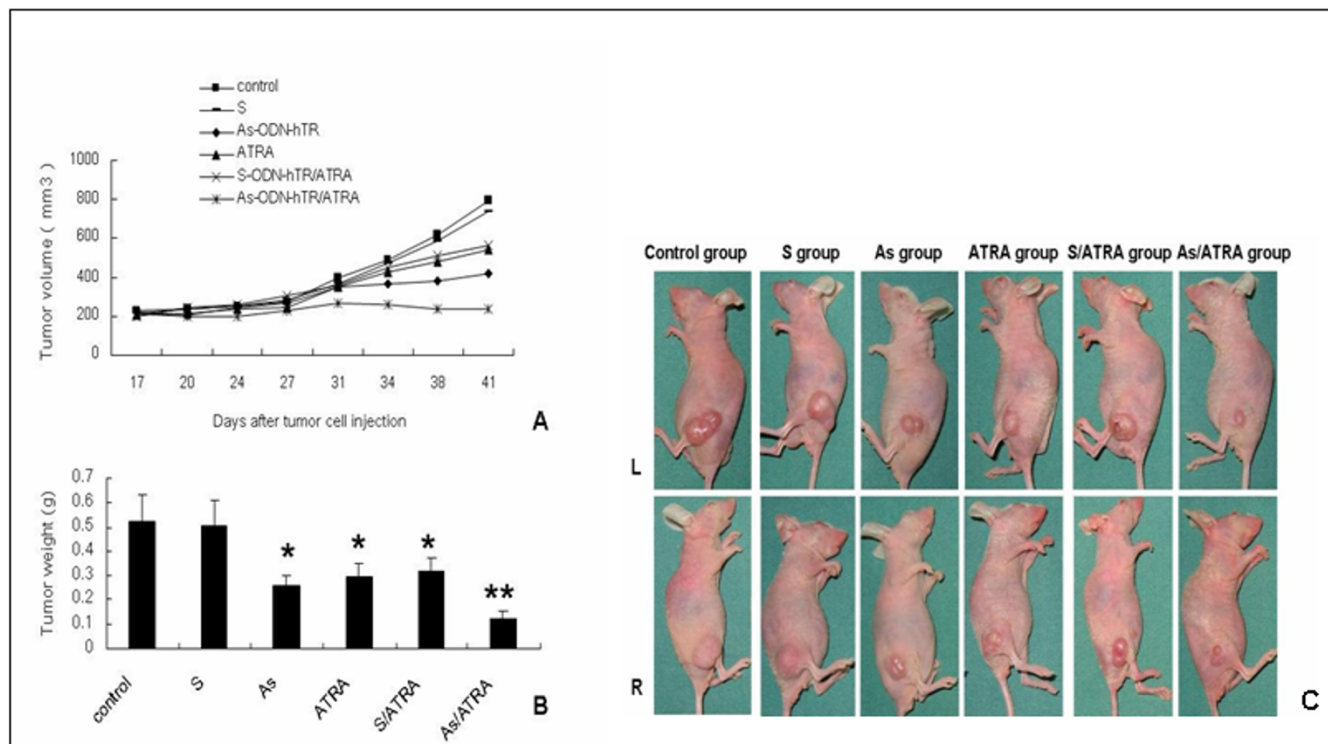 control
S
As-ODN-hTR
ATRA
S-ODN-hTR/ATRA
As-ODN-hTR/ATRA
Tumor volume ( mm3 )
1000
800
600
400
200
0
17 20 24 27 31 34 38 41
Days after tumor cell injection
A
Tumor weight (g)
0.7
0.6
0.5
0.4
0.3
0.2
0.1
0
* * * **
control S As ATRA S/ATRA As/ATRA
B
Control group S group As group ATRA group S/ATRA group As/ATRA group
L
R
C